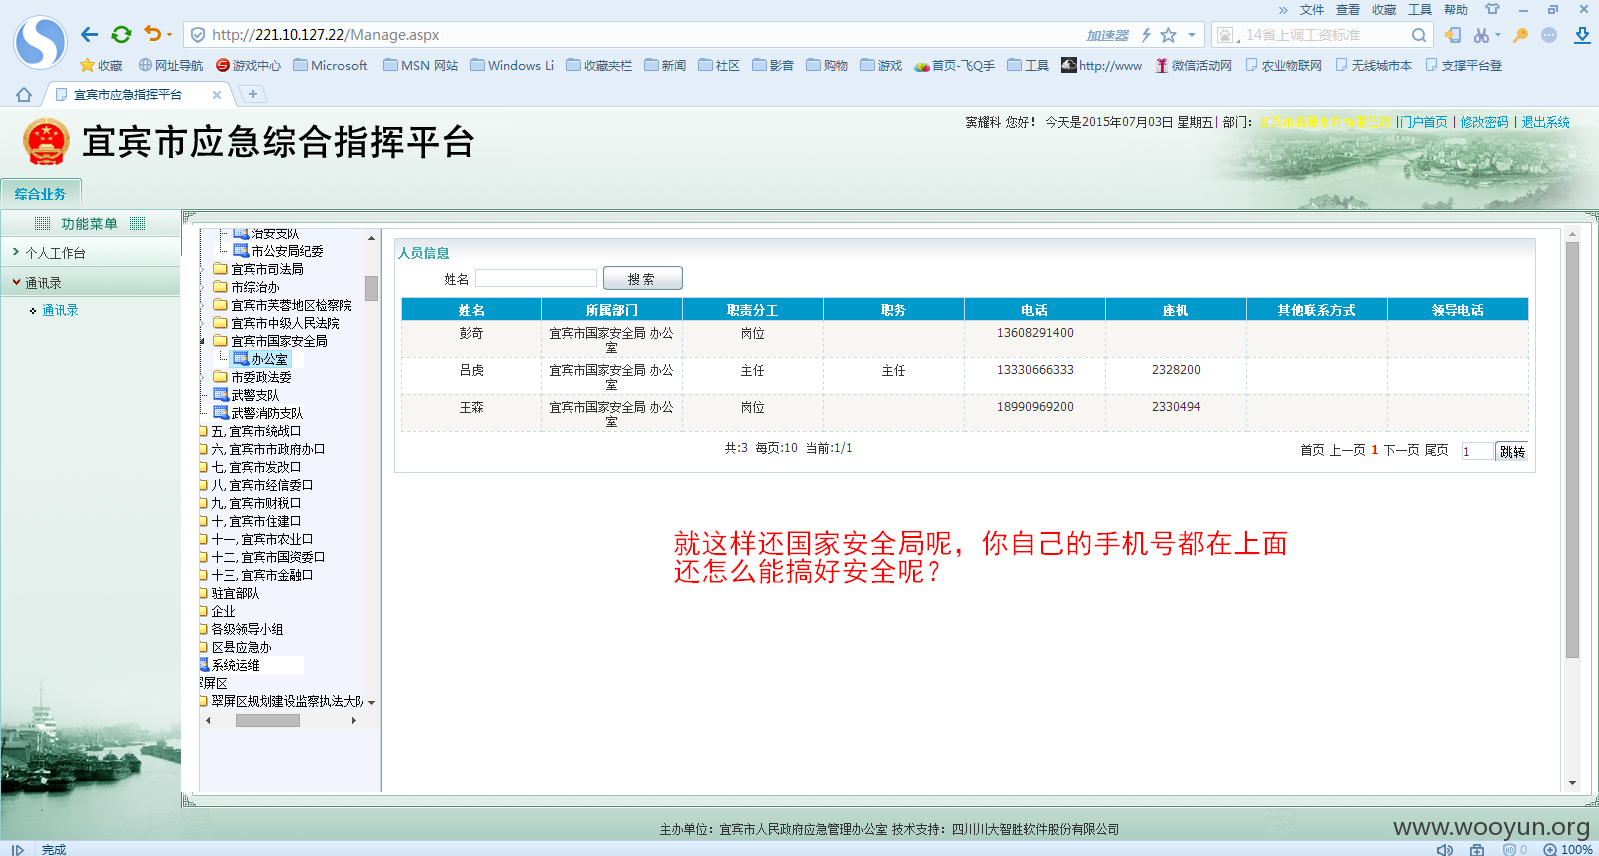 » 文件 查看 收藏 工具 帮助
http://221.10.127.22/Manage.aspx 加速器 14省上调工资标准
收藏 网址导航 游戏中心 Microsoft MSN 网站 Windows Li 收藏夹栏 新闻 社区 影音 购物 游戏 首页-飞Q手 工具 http://www 微信活动网 农业物联网 无线城市本 支撑平台登
宜宾市应急指挥平台
宜宾市应急综合指挥平台
窦耀科 您好！ 今天是2015年07月03日 星期五| 部门： |门户首页 | 修改密码 | 退出系统
综合业务
功能菜单
个人工作台
通讯录
通讯录
治安支队
市公安局纪委
宜宾市司法局
市综治办
宜宾市芙蓉地区检察院
宜宾市中级人民法院
宜宾市国家安全局
办公室
市委政法委
武警支队
武警消防支队
五, 宜宾市统战口
六, 宜宾市市政府办口
七, 宜宾市发改口
八, 宜宾市经信委口
九, 宜宾市财税口
十, 宜宾市住建口
十一, 宜宾市农业口
十二, 宜宾市国资委口
十三, 宜宾市金融口
驻宜部队
企业
各级领导小组
区县应急办
系统运维
翠屏区
翠屏区规划建设监察执法大队
人员信息
姓名 搜 索
姓名 所属部门 职责分工 职务 电话 座机 其他联系方式 领导电话
彭奇 宜宾市国家安全局 办公室 岗位 13608291400
吕虔 宜宾市国家安全局 办公室 主任 主任 13330666333 2328200
王森 宜宾市国家安全局 办公室 岗位 18990969200 2330494
共:3 每页:10 当前:1/1 首页 上一页 1 下一页 尾页 1 跳转
就这样还国家安全局呢，你自己的手机号都在上面
还怎么能搞好安全呢？
主办单位：宜宾市人民政府应急管理办公室 技术支持：四川川大智胜软件股份有限公司
www.wooyun.org
完成 0 100%